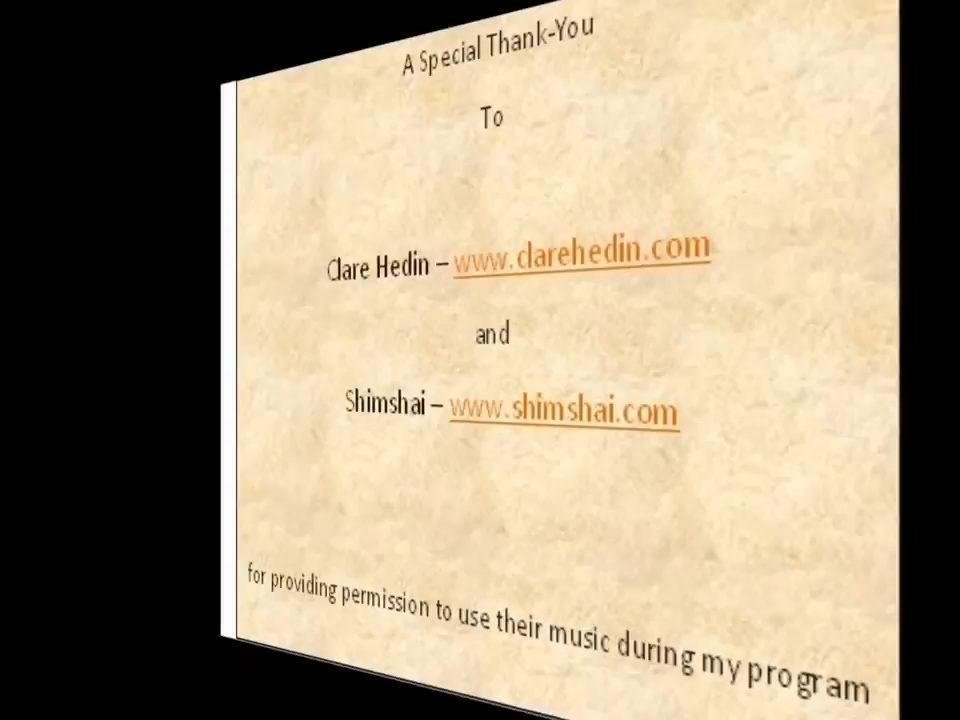 A Special Thank-You
To
Clare Hedin – www.clarehedin.com
and
Shimshai – www.shimshai.com
for providing permission to use their music during my program